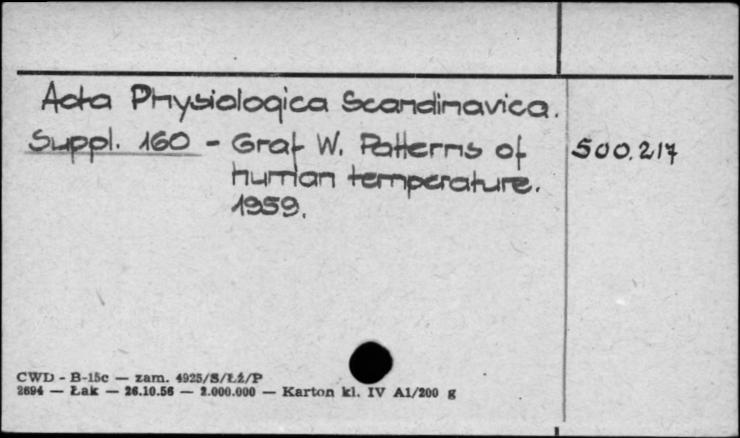 Acta Physiologica Scandinavica.
Suppl. 160 - Graf W. Patterns of 500.217
human temperature.
1959.
CWD - B-15c — zam. 4925/S/Łż/P
2694 — Łak — 26.10.56 — 2.000.000 — Karton kl. IV A1/200 g